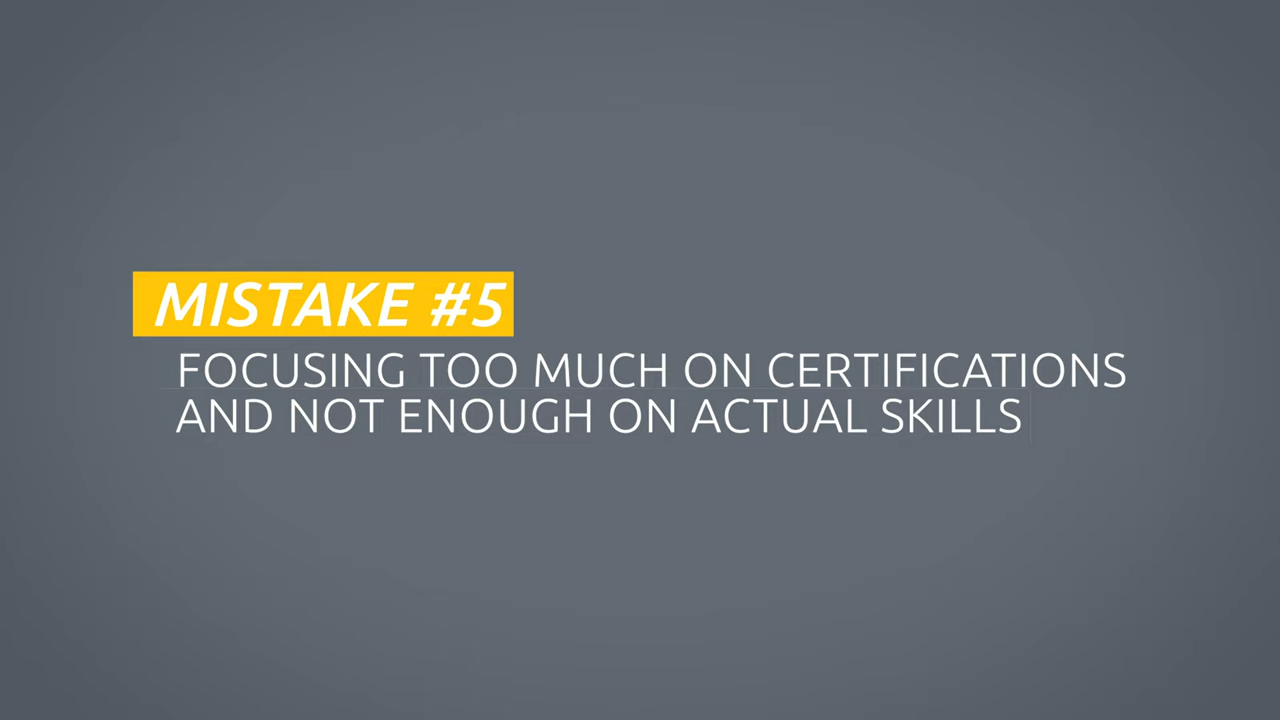 MISTAKE #5
FOCUSING TOO MUCH ON CERTIFICATIONS
AND NOT ENOUGH ON ACTUAL SKILLS